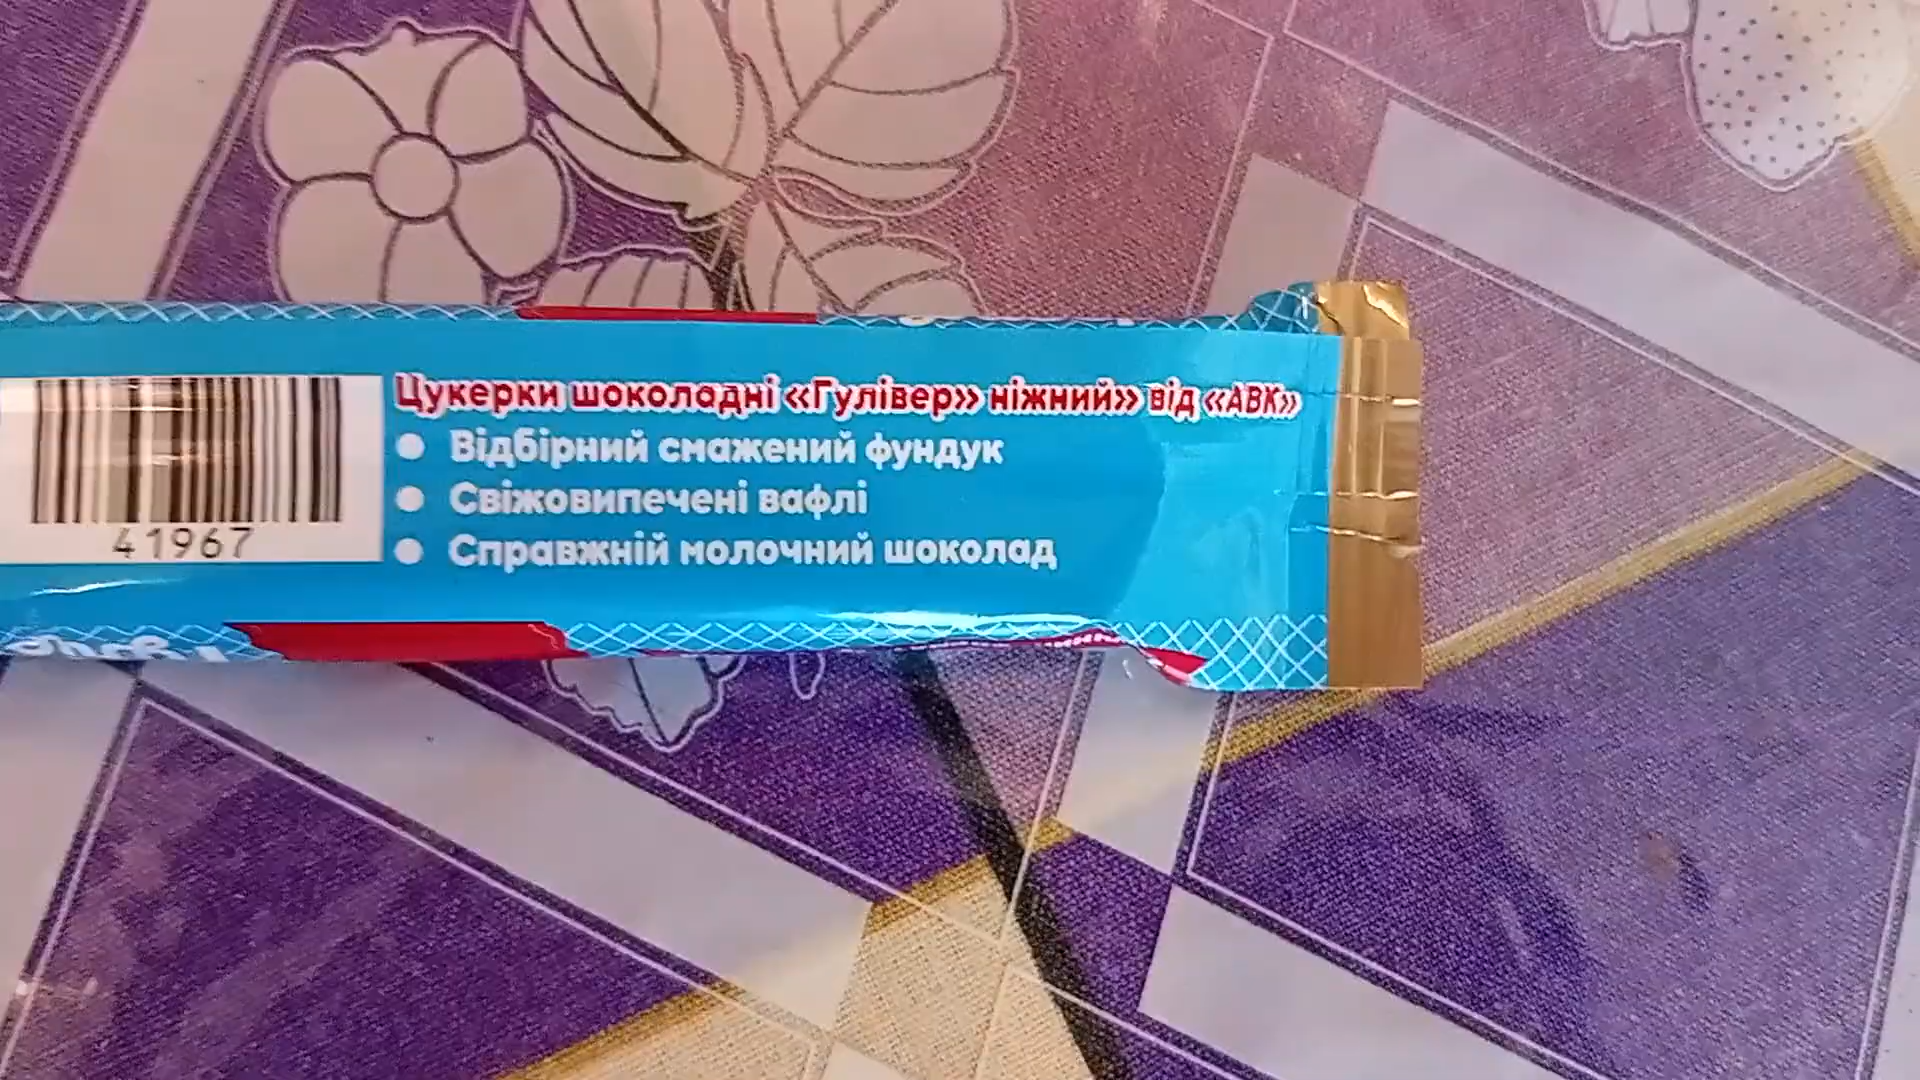 Цукерки шоколадні «Гулівер» ніжний» від «АВК»
● Відбірний смажений фундук
● Свіжовипечені вафлі
● Справжній молочний шоколад
41967